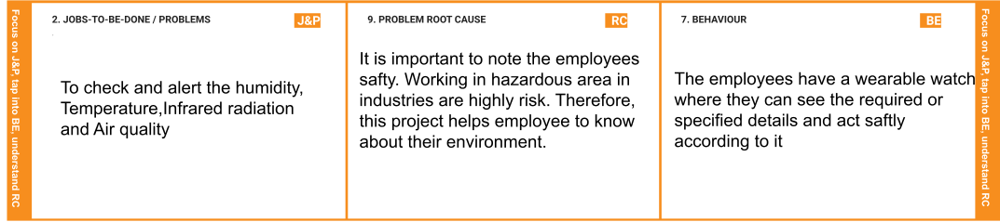 Focus on J&P, tap into BE, understand RC
2. JOBS-TO-BE-DONE / PROBLEMS
J&P
To check and alert the humidity,
Temperature,Infrared radiation
and Air quality
9. PROBLEM ROOT CAUSE
RC
It is important to note the employees
safty. Working in hazardous area in
industries are highly risk. Therefore,
this project helps employee to know
about their environment.
7. BEHAVIOUR
BE
The employees have a wearable watch
where they can see the required or
specified details and act saftly
according to it
Focus on J&P, tap into BE, understand RC